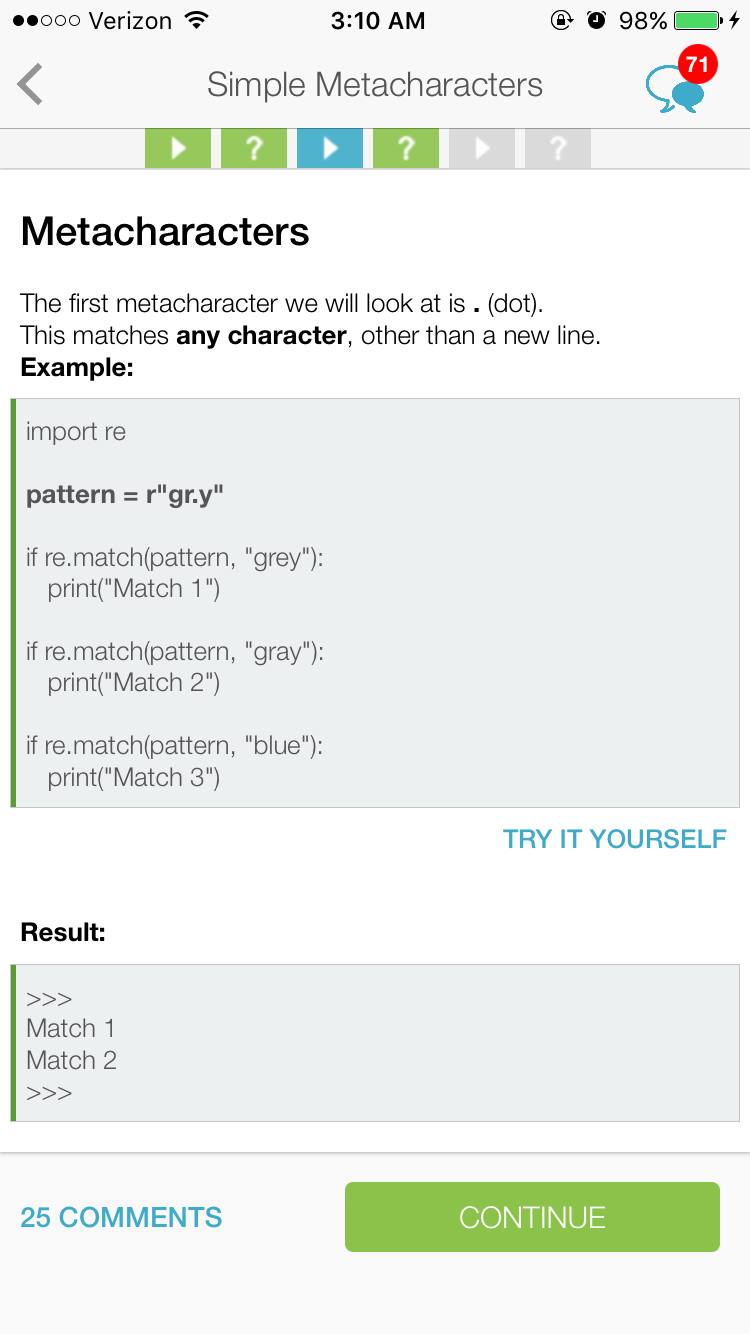 Verizon 3:10 AM 98%
Simple Metacharacters 71
? ? ?
Metacharacters
The first metacharacter we will look at is . (dot).
This matches any character, other than a new line.
Example:
import re
pattern = r"gr.y"
if re.match(pattern, "grey"):
   print("Match 1")
if re.match(pattern, "gray"):
   print("Match 2")
if re.match(pattern, "blue"):
   print("Match 3")
TRY IT YOURSELF
Result:
>>>
Match 1
Match 2
>>>
25 COMMENTS CONTINUE